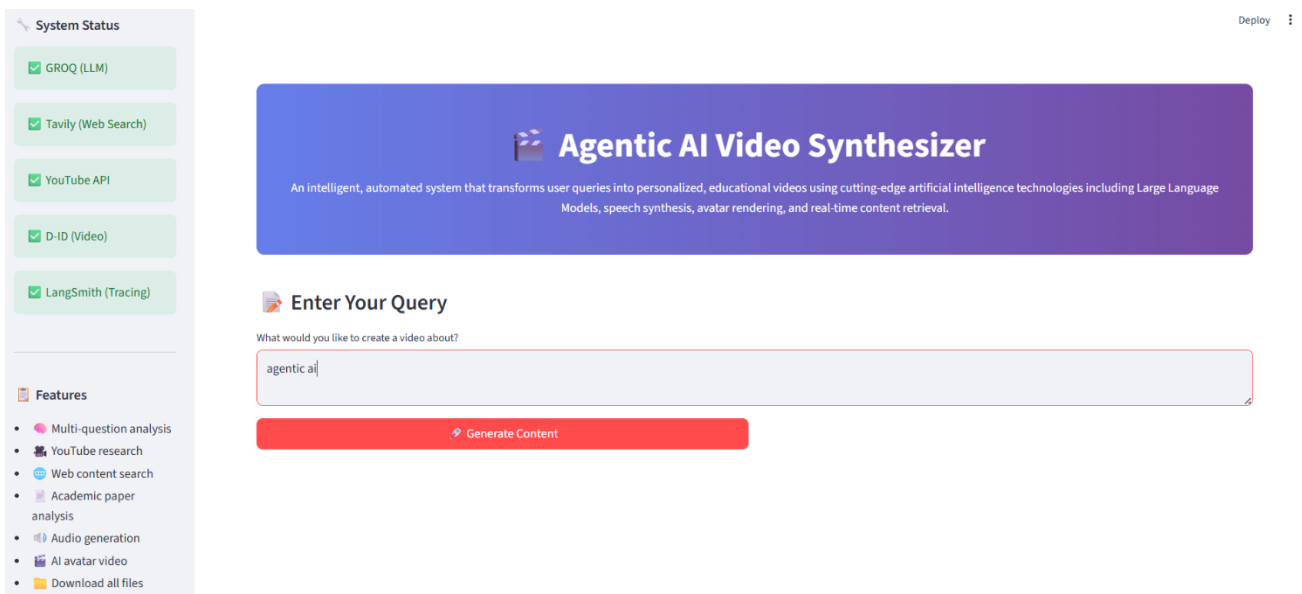 System Status
GROQ (LLM)
Tavily (Web Search)
YouTube API
D-ID (Video)
LangSmith (Tracing)
Features
Multi-question analysis
YouTube research
Web content search
Academic paper
analysis
Audio generation
AI avatar video
Download all files
Deploy
Agentic AI Video Synthesizer
An intelligent, automated system that transforms user queries into personalized, educational videos using cutting-edge artificial intelligence technologies including Large Language
Models, speech synthesis, avatar rendering, and real-time content retrieval.
Enter Your Query
What would you like to create a video about?
agentic ai
Generate Content